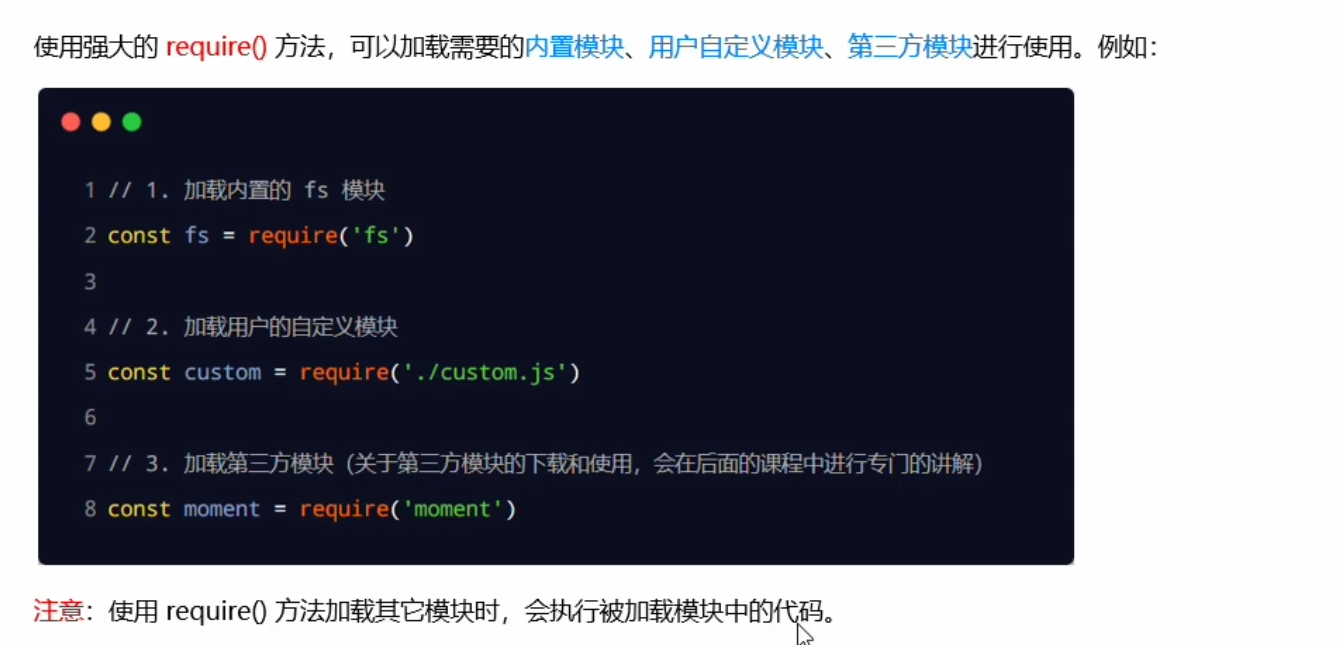 使用强大的 require() 方法，可以加载需要的内置模块、用户自定义模块、第三方模块进行使用。例如：
1 // 1. 加载内置的 fs 模块
2 const fs = require('fs')
3
4 // 2. 加载用户的自定义模块
5 const custom = require('./custom.js')
6
7 // 3. 加载第三方模块（关于第三方模块的下载和使用，会在后面的课程中进行专门的讲解）
8 const moment = require('moment')
注意：使用 require() 方法加载其它模块时，会执行被加载模块中的代码。